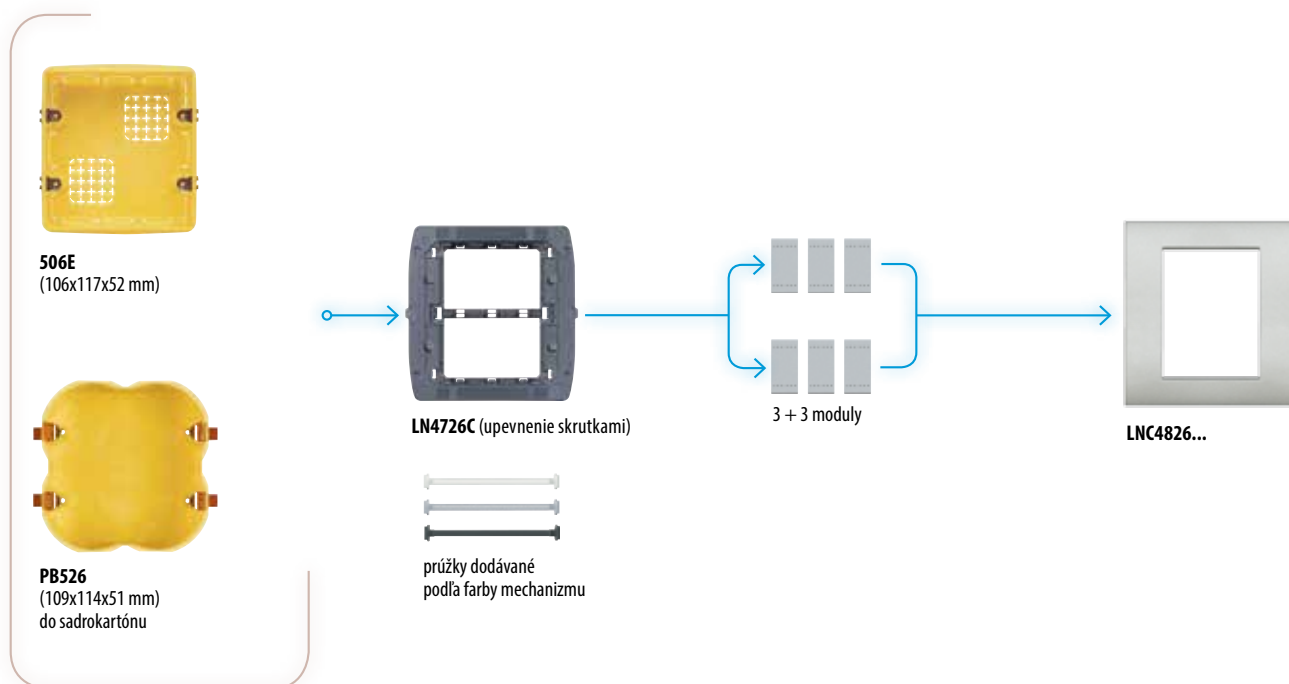 506E
(106x117x52 mm)
PB526
(109x114x51 mm)
do sadrokartónu
LN4726C (upevnenie skrutkami)
prúžky dodávané
podľa farby mechanizmu
3 + 3 moduly
LNC4826...